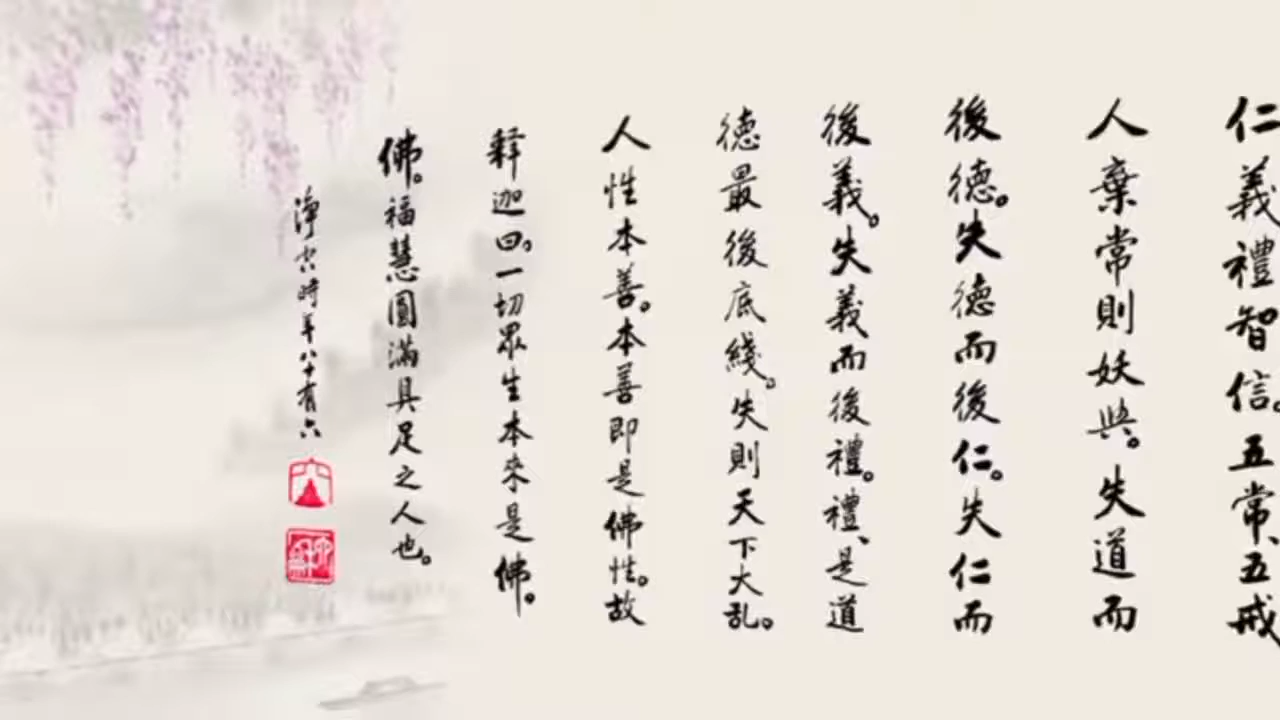 仁義禮智信。五常、五戒
人棄常則妖興。失道而
後德。失德而後仁。失仁而
後義。失義而後禮。禮、是道
德最後底綫。失則天下大乱。
人性本善。本善即是佛性。故
释迦曰。一切眾生本來是佛。
佛。福慧圓滿具足之人也。
淨空時年八十有六